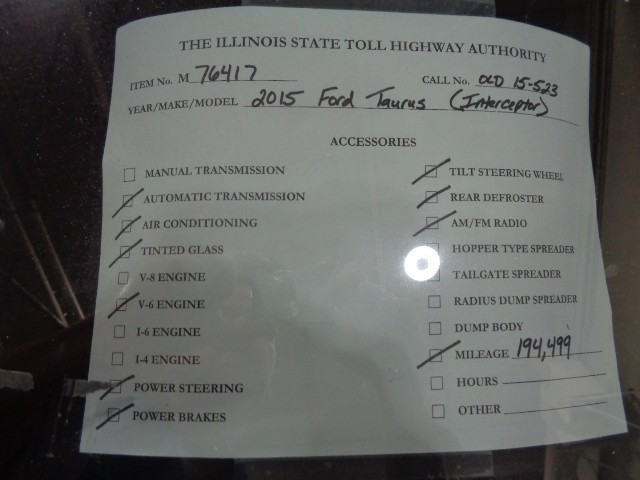 THE ILLINOIS STATE TOLL HIGHWAY AUTHORITY
ITEM No. M 76417 CALL No. OLD 15-523
YEAR/MAKE/MODEL 2015 Ford Taurus (Interceptor)
ACCESSORIES
MANUAL TRANSMISSION
AUTOMATIC TRANSMISSION
AIR CONDITIONING
TINTED GLASS
V-8 ENGINE
V-6 ENGINE
I-6 ENGINE
I-4 ENGINE
POWER STEERING
POWER BRAKES
TILT STEERING WHEEL
REAR DEFROSTER
AM/FM RADIO
HOPPER TYPE SPREADER
TAILGATE SPREADER
RADIUS DUMP SPREADER
DUMP BODY
MILEAGE 194,499
HOURS
OTHER